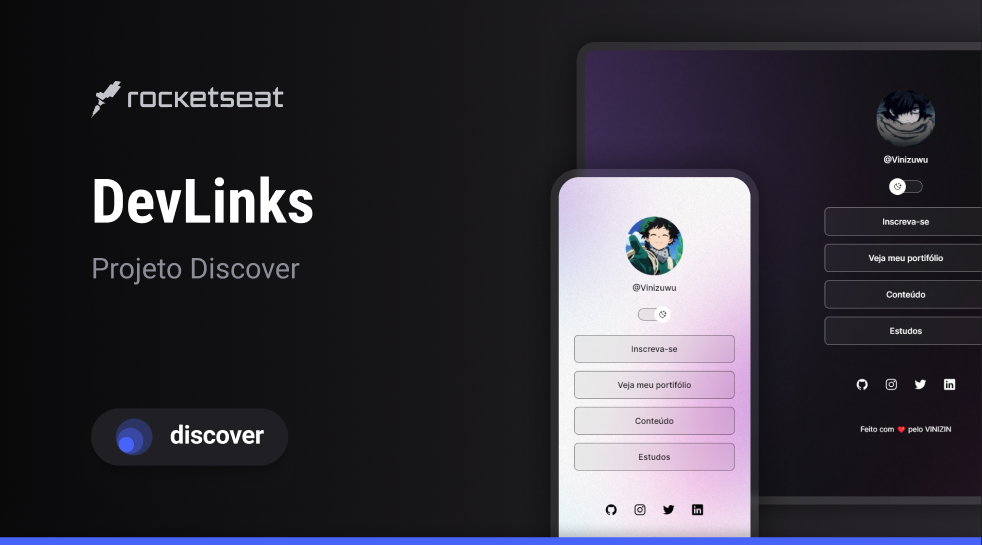 rocketseat
DevLinks
Projeto Discover
discover
@Vinizuwu
Inscreva-se
Veja meu portifólio
Conteúdo
Estudos
@Vinizuwu
Inscreva-se
Veja meu portifólio
Conteúdo
Estudos
Feito com ❤️ pelo VINIZIN